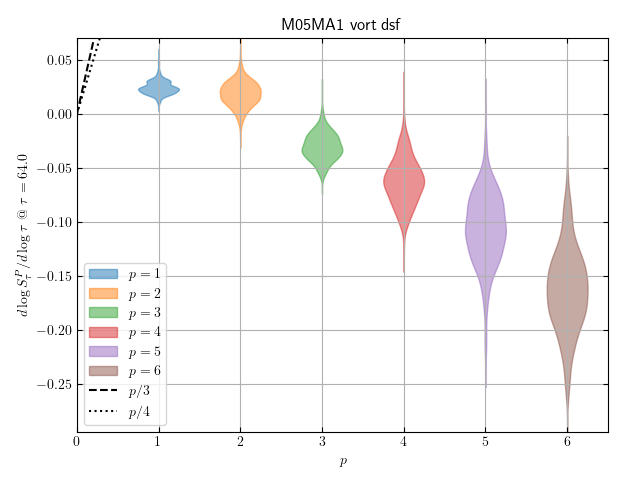 M05MA1 vort dsf
d log S_τ^P / d log τ @ τ = 64.0
0.05
0.00
−0.05
−0.10
−0.15
−0.20
−0.25
p = 1
p = 2
p = 3
p = 4
p = 5
p = 6
p/3
p/4
0 1 2 3 4 5 6
p